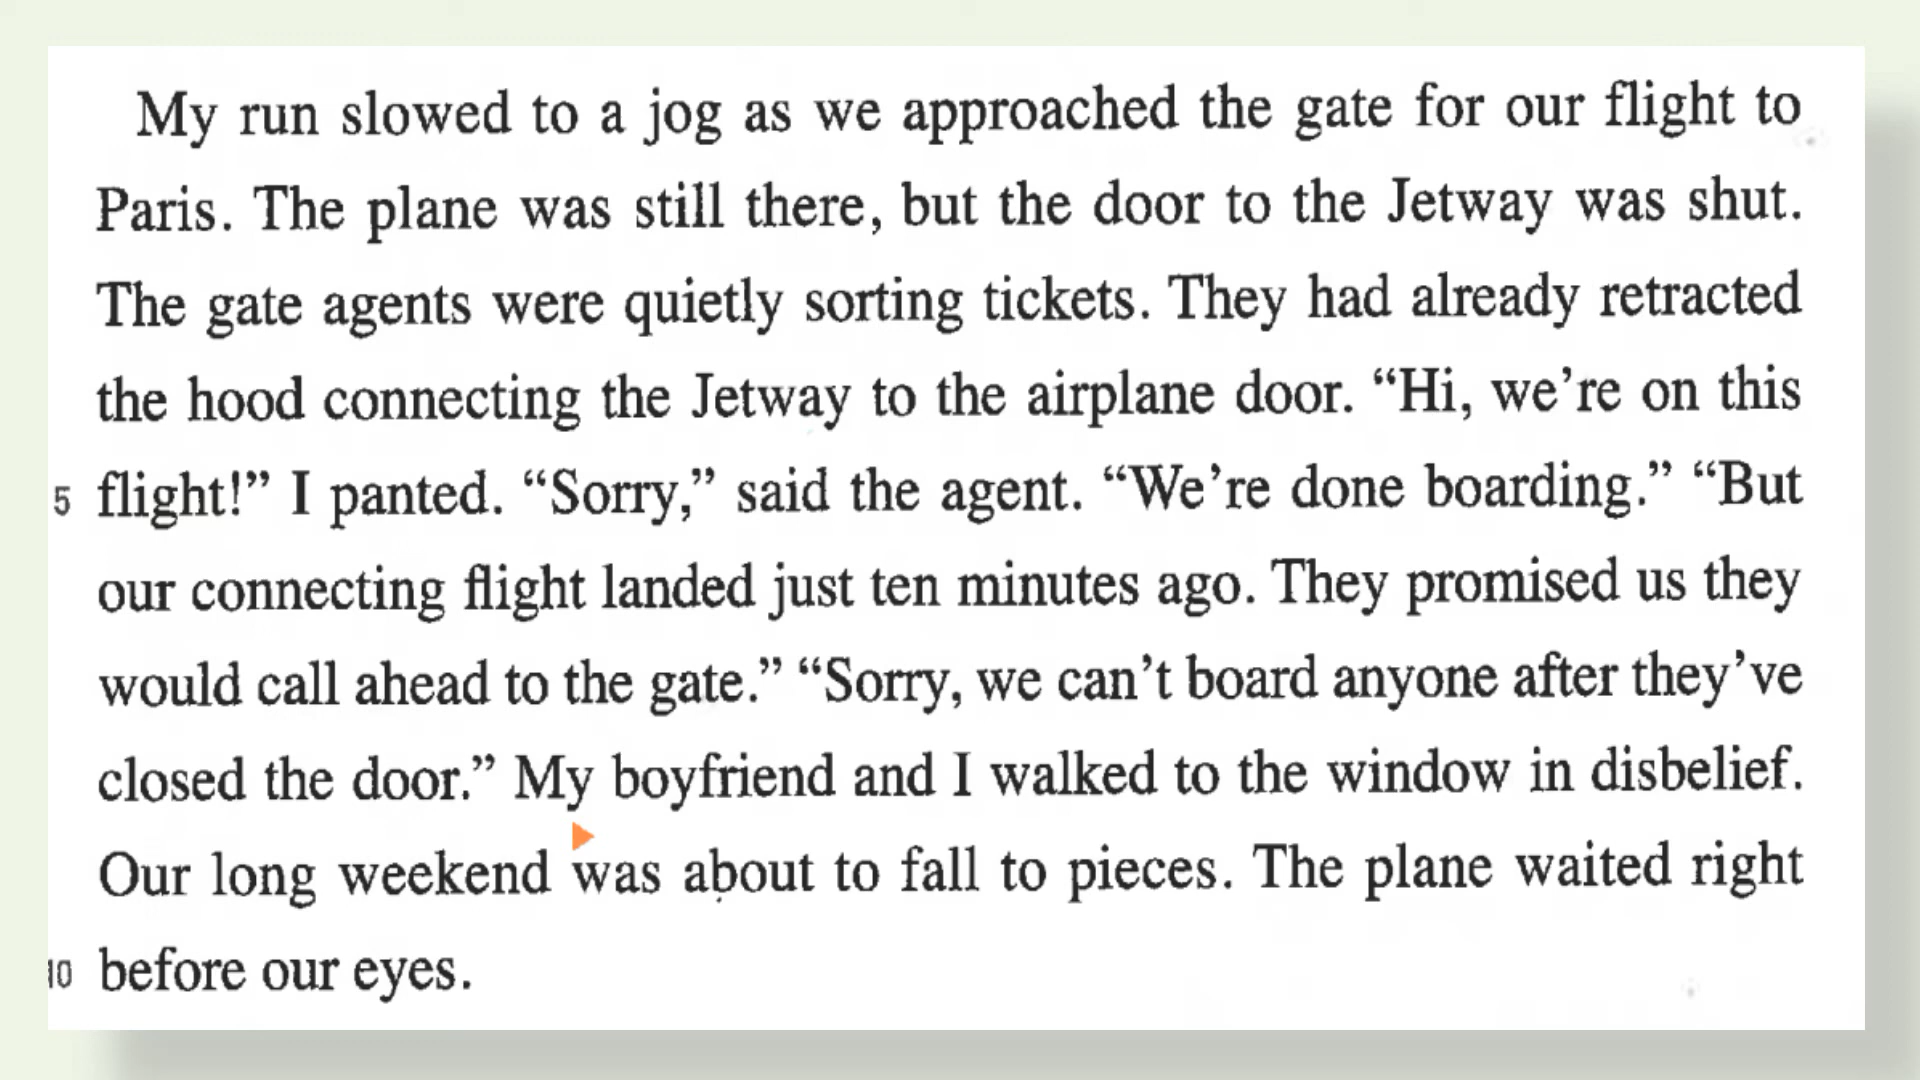 My run slowed to a jog as we approached the gate for our flight to
Paris. The plane was still there, but the door to the Jetway was shut.
The gate agents were quietly sorting tickets. They had already retracted
the hood connecting the Jetway to the airplane door. “Hi, we’re on this
5 flight!” I panted. “Sorry,” said the agent. “We’re done boarding.” “But
our connecting flight landed just ten minutes ago. They promised us they
would call ahead to the gate.” “Sorry, we can’t board anyone after they’ve
closed the door.” My boyfriend and I walked to the window in disbelief.
Our long weekend was about to fall to pieces. The plane waited right
10 before our eyes.